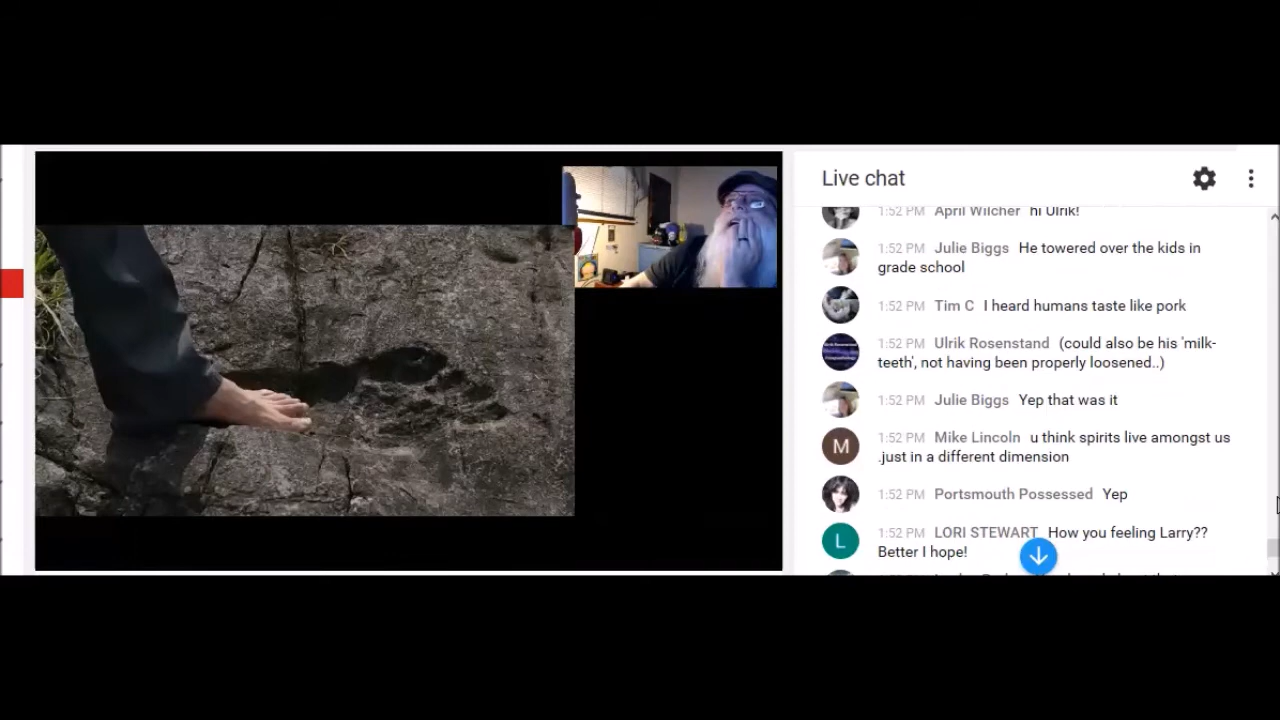 Live chat
1:52 PM April Wilcher hi Ulrik!
1:52 PM Julie Biggs He towered over the kids in
grade school
1:52 PM Tim C I heard humans taste like pork
1:52 PM Ulrik Rosenstand (could also be his 'milk-
teeth', not having been properly loosened..)
1:52 PM Julie Biggs Yep that was it
M
1:52 PM Mike Lincoln u think spirits live amongst us
.just in a different dimension
1:52 PM Portsmouth Possessed Yep
L
1:52 PM LORI STEWART How you feeling Larry??
Better I hope!